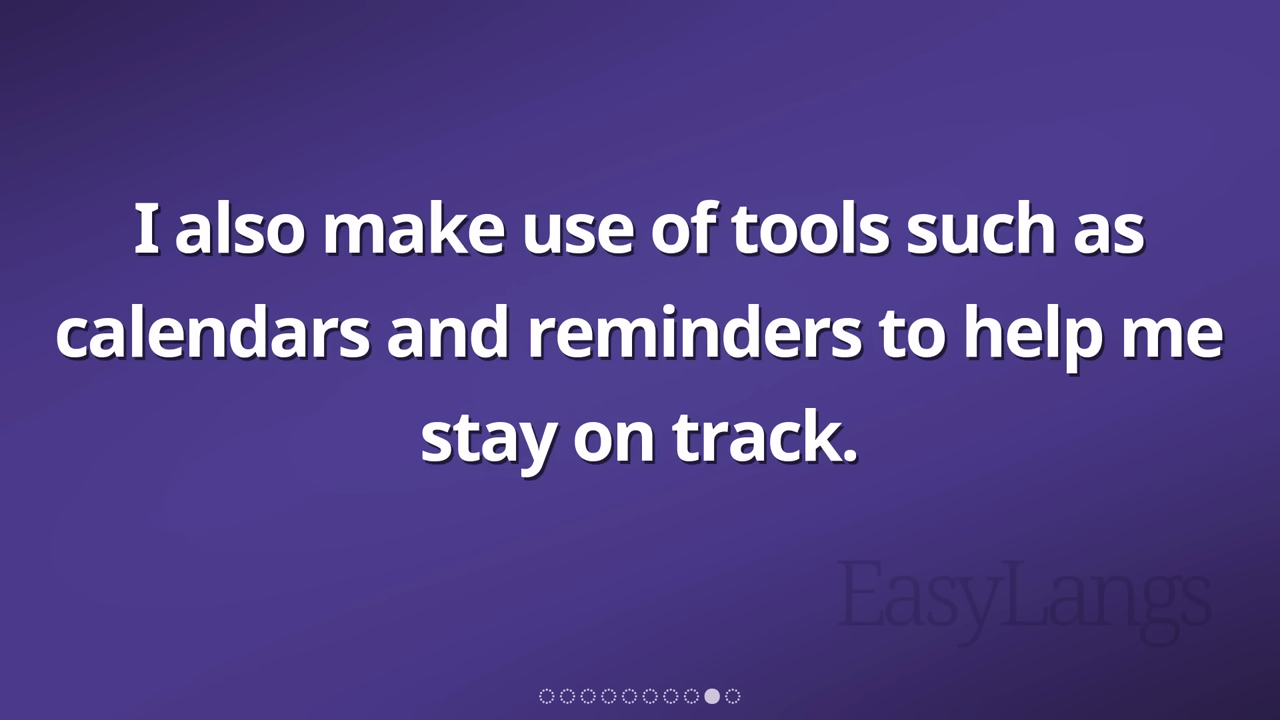 I also make use of tools such as
calendars and reminders to help me
stay on track.
EasyLangs